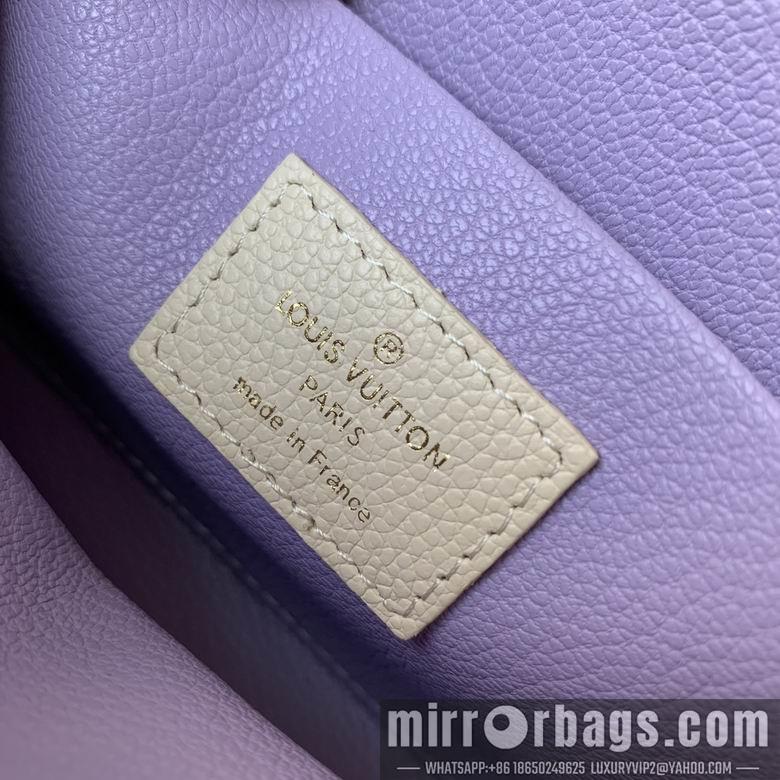 ®
LOUIS VUITTON
PARIS
made in France
mirrorbags.com
WHATSAPP:+86 18650249625 LUXURYVIP2@YAHOO.COM